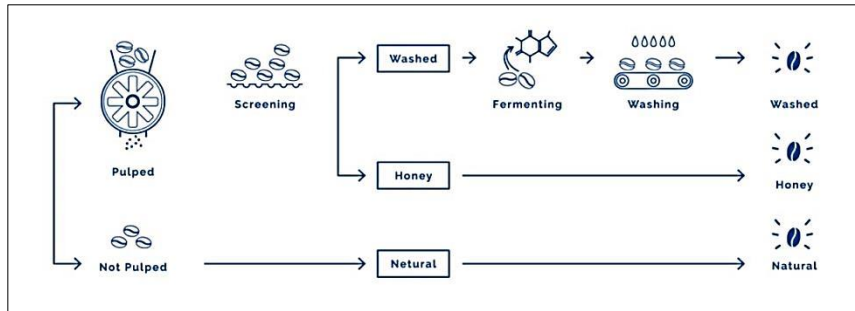 Washed
Screening
Fermenting
Washing
Washed
Pulped
Honey
Honey
Not Pulped
Netural
Natural